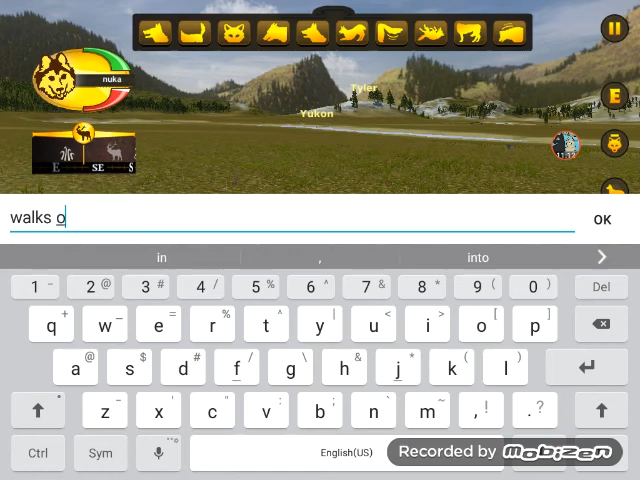 nuka
Tyler
Yukon
E
E SE S
walks o
OK
in , into
1 - 2 @ 3 # 4 / 5 % 6 ^ 7 & 8 * 9 ( 0 ) Del
q + w _ e = r % t ^ y | u < i > o [ p ]
a @ s $ d # f / g \ h & j * k ( l )
z - x ' c " v : b ; n ` m ~ , ! . ?
Ctrl Sym English(US)
Recorded by Mobizen